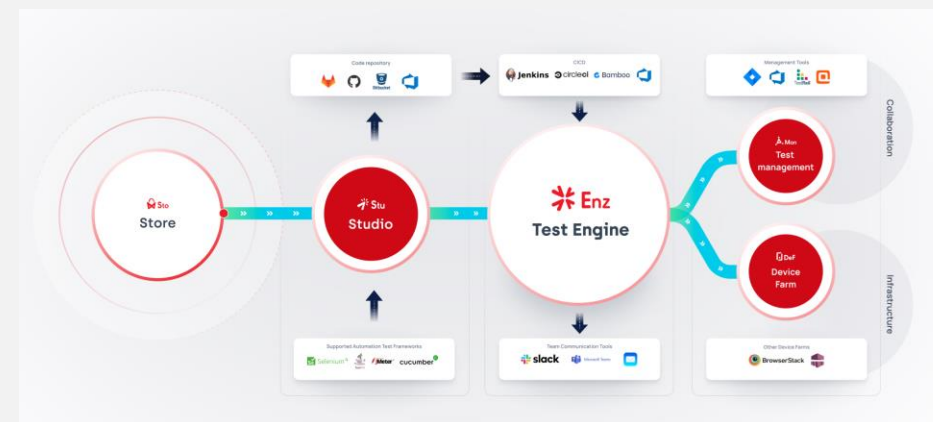 Code repository
Bitbucket
CI/CD
Jenkins
circleci
Bamboo
Management Tools
TestRail
Collaboration
Sto
Store
Stu
Studio
Enz
Test Engine
Man
Test
management
DeF
Device
Farm
Infrastructure
Supported Automation Test Frameworks
Selenium
JMeter
cucumber
Team Communication Tools
slack
Microsoft Teams
Other Device Farms
BrowserStack